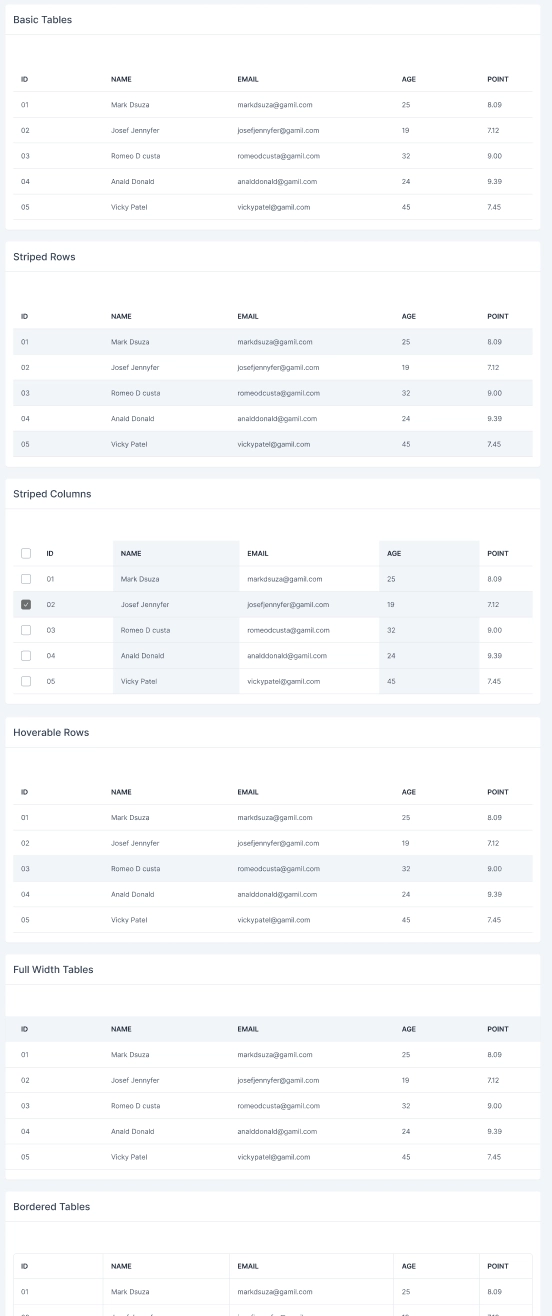 Basic Tables
ID NAME EMAIL AGE POINT
01 Mark Dsuza markdsuza@gamil.com 25 8.09
02 Josef Jennyfer josefjennyfer@gamil.com 19 7.12
03 Romeo D custa romeodcusta@gamil.com 32 9.00
04 Anald Donald analddonald@gamil.com 24 9.39
05 Vicky Patel vickypatel@gamil.com 45 7.45
Striped Rows
ID NAME EMAIL AGE POINT
01 Mark Dsuza markdsuza@gamil.com 25 8.09
02 Josef Jennyfer josefjennyfer@gamil.com 19 7.12
03 Romeo D custa romeodcusta@gamil.com 32 9.00
04 Anald Donald analddonald@gamil.com 24 9.39
05 Vicky Patel vickypatel@gamil.com 45 7.45
Striped Columns
ID NAME EMAIL AGE POINT
01 Mark Dsuza markdsuza@gamil.com 25 8.09
02 Josef Jennyfer josefjennyfer@gamil.com 19 7.12
03 Romeo D custa romeodcusta@gamil.com 32 9.00
04 Anald Donald analddonald@gamil.com 24 9.39
05 Vicky Patel vickypatel@gamil.com 45 7.45
Hoverable Rows
ID NAME EMAIL AGE POINT
01 Mark Dsuza markdsuza@gamil.com 25 8.09
02 Josef Jennyfer josefjennyfer@gamil.com 19 7.12
03 Romeo D custa romeodcusta@gamil.com 32 9.00
04 Anald Donald analddonald@gamil.com 24 9.39
05 Vicky Patel vickypatel@gamil.com 45 7.45
Full Width Tables
ID NAME EMAIL AGE POINT
01 Mark Dsuza markdsuza@gamil.com 25 8.09
02 Josef Jennyfer josefjennyfer@gamil.com 19 7.12
03 Romeo D custa romeodcusta@gamil.com 32 9.00
04 Anald Donald analddonald@gamil.com 24 9.39
05 Vicky Patel vickypatel@gamil.com 45 7.45
Bordered Tables
ID NAME EMAIL AGE POINT
01 Mark Dsuza markdsuza@gamil.com 25 8.09